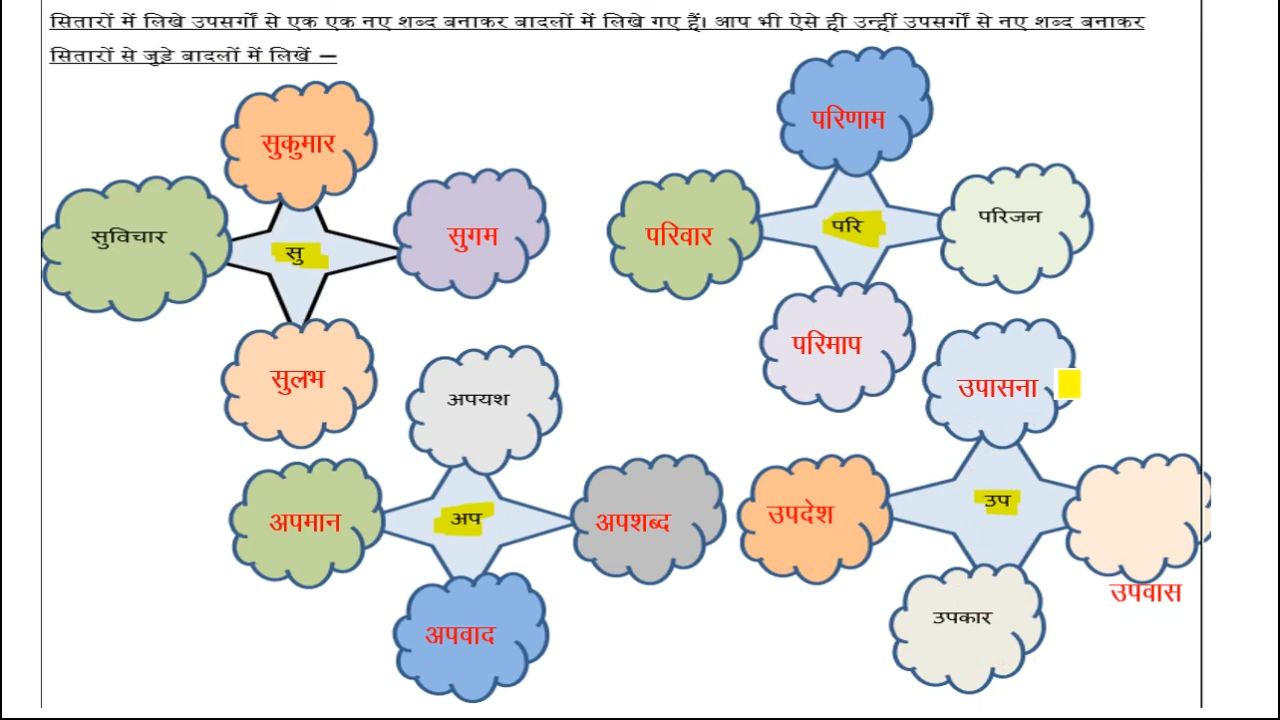 सितारों में लिखे उपसर्गों से एक एक नए शब्द बनाकर बादलों में लिखे गए हैं। आप भी ऐसे ही उन्हीं उपसर्गों से नए शब्द बनाकर
सितारों से जुड़े बादलों में लिखें —
सुकुमार
सुविचार
सु
सुगम
सुलभ
परिणाम
परिवार
परि
परिजन
परिमाप
अपयश
अपमान
अप
अपशब्द
अपवाद
उपासना
उपदेश
उप
उपवास
उपकार